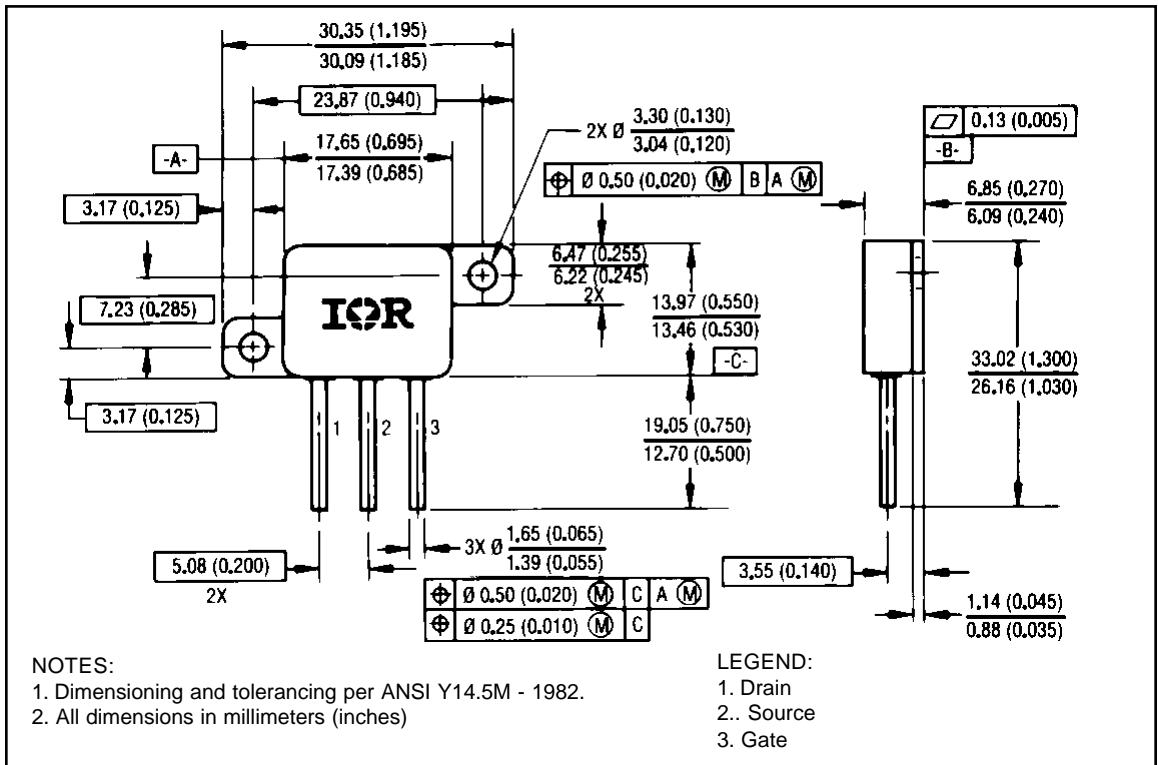 30.35 (1.195)
30.09 (1.185)
23.87 (0.940)
-A-
17.65 (0.695)
17.39 (0.685)
2X Ø 3.30 (0.130)
3.04 (0.120)
⌖ Ø 0.50 (0.020) Ⓜ B A Ⓜ
▱ 0.13 (0.005)
-B-
3.17 (0.125)
6.85 (0.270)
6.09 (0.240)
6.47 (0.255)
6.22 (0.245)
2X
7.23 (0.285)
IOR
13.97 (0.550)
13.46 (0.530)
-C-
33.02 (1.300)
26.16 (1.030)
3.17 (0.125)
1 2 3
19.05 (0.750)
12.70 (0.500)
5.08 (0.200)
2X
3X Ø 1.65 (0.065)
1.39 (0.055)
⌖ Ø 0.50 (0.020) Ⓜ C A Ⓜ
⌖ Ø 0.25 (0.010) Ⓜ C
3.55 (0.140)
1.14 (0.045)
0.88 (0.035)
NOTES:
1. Dimensioning and tolerancing per ANSI Y14.5M - 1982.
2. All dimensions in millimeters (inches)
LEGEND:
1. Drain
2.. Source
3. Gate